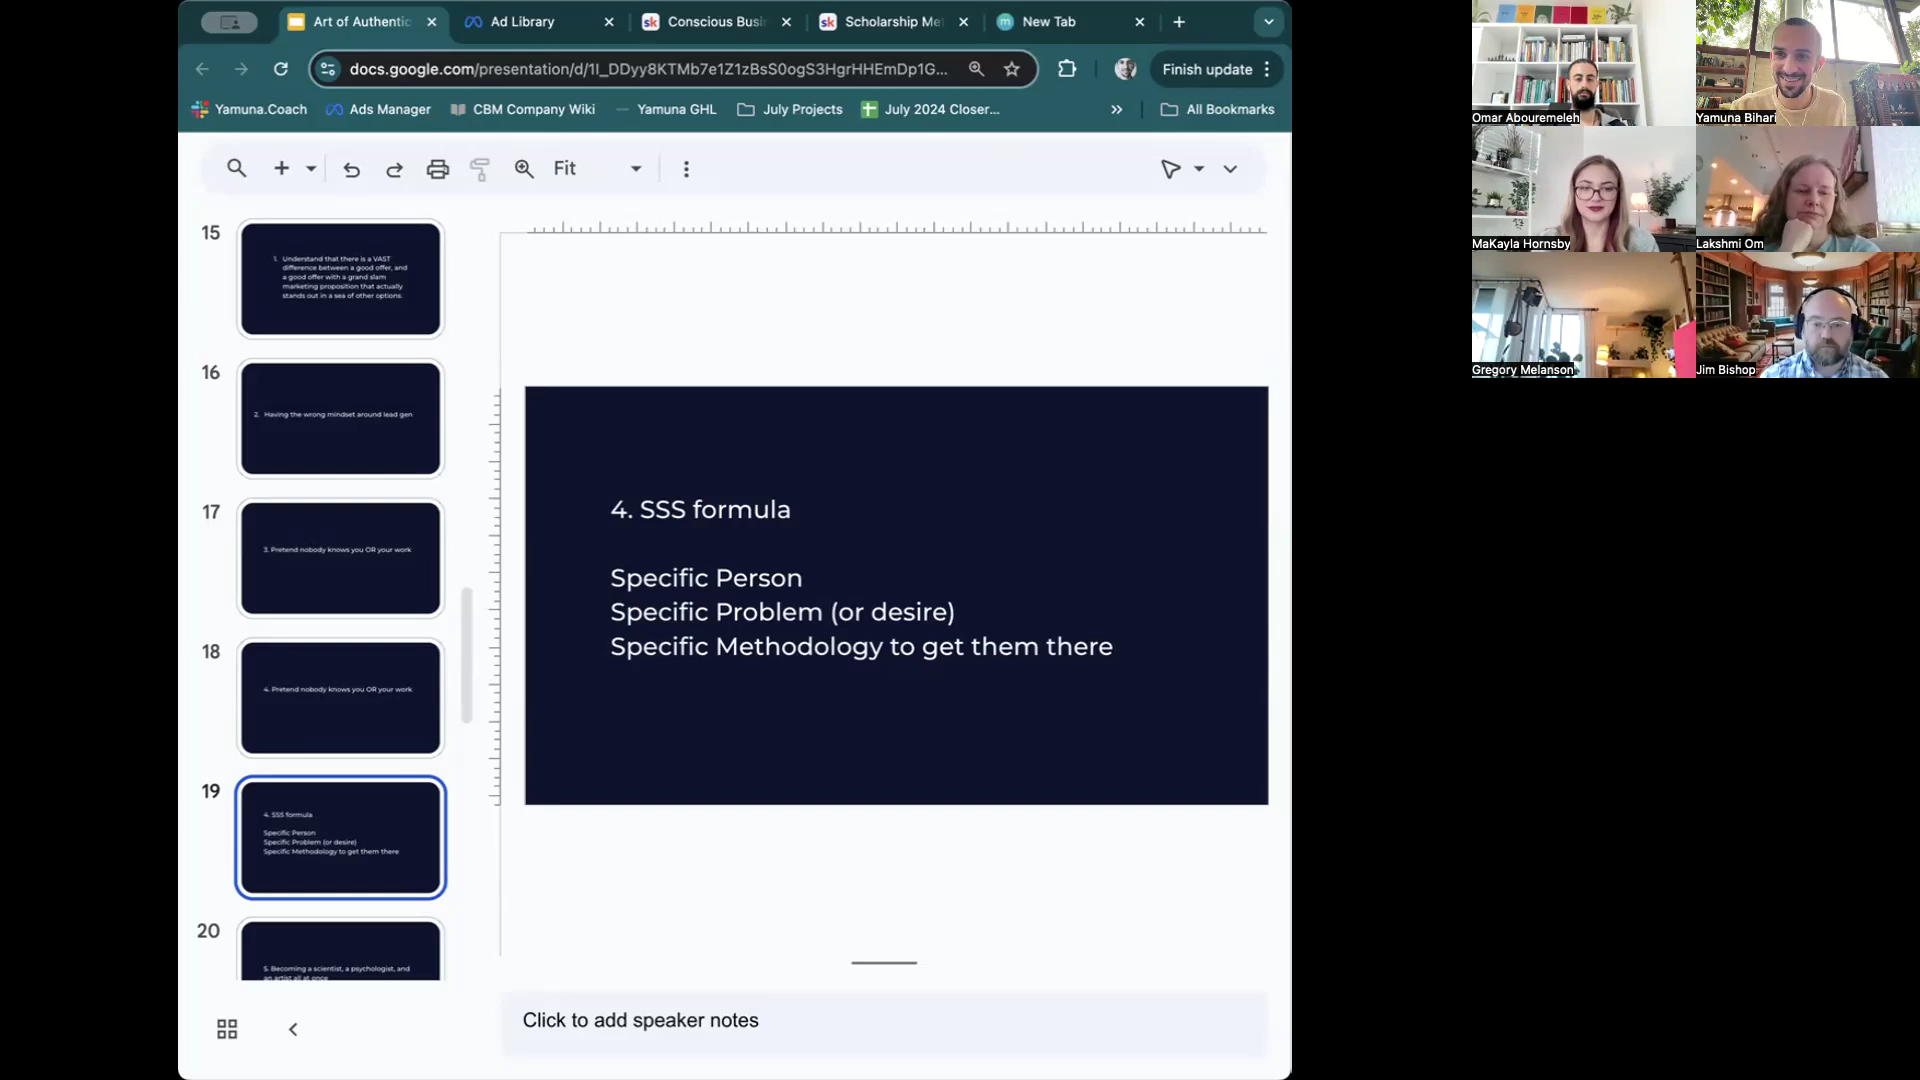 Art of Authentic
Ad Library
sk Conscious Busi
sk Scholarship Me
m New Tab
docs.google.com/presentation/d/1I_DDyy8KTMb7e1Z1zBsS0ogS3HgrHHEmDp1G...
Finish update
Yamuna.Coach
Ads Manager
CBM Company Wiki
Yamuna GHL
July Projects
July 2024 Closer...
All Bookmarks
Fit
15
1. Understand that there is a VAST
difference between a good offer, and
a good offer with a grand slam
marketing proposition that actually
stands out in a sea of other options.
16
2. Having the wrong mindset around lead gen
17
3. Pretend nobody knows you OR your work
18
4. Pretend nobody knows you OR your work
19
4. SSS formula
Specific Person
Specific Problem (or desire)
Specific Methodology to get them there
20
5. Becoming a scientist, a psychologist, and
an artist all at once
4. SSS formula
Specific Person
Specific Problem (or desire)
Specific Methodology to get them there
Click to add speaker notes
Omar Abouremeleh
Yamuna Bihari
MaKayla Hornsby
Lakshmi Om
Gregory Melanson
Jim Bishop